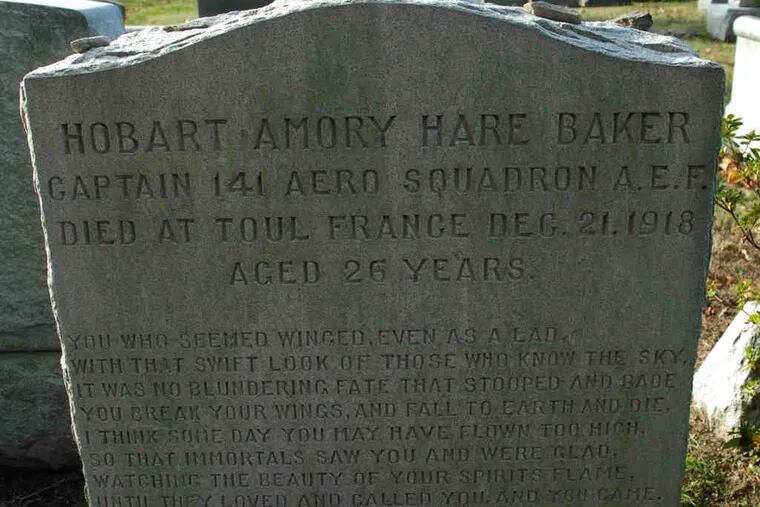 HOBART AMORY HARE BAKER
CAPTAIN 141 AERO SQUADRON A.E.F.
DIED AT TOUL FRANCE DEC. 21. 1918
AGED 26 YEARS.
YOU WHO SEEMED WINGED, EVEN AS A LAD,
WITH THAT SWIFT LOOK OF THOSE WHO KNOW THE SKY,
IT WAS NO BLUNDERING FATE THAT STOOPED AND BADE
YOU BREAK YOUR WINGS, AND FALL TO EARTH AND DIE,
I THINK SOME DAY YOU MAY HAVE FLOWN TOO HIGH,
SO THAT IMMORTALS SAW YOU AND WERE GLAD,
WATCHING THE BEAUTY OF YOUR SPIRITS FLAME,
UNTIL THEY LOVED AND CALLED YOU, AND YOU CAME.